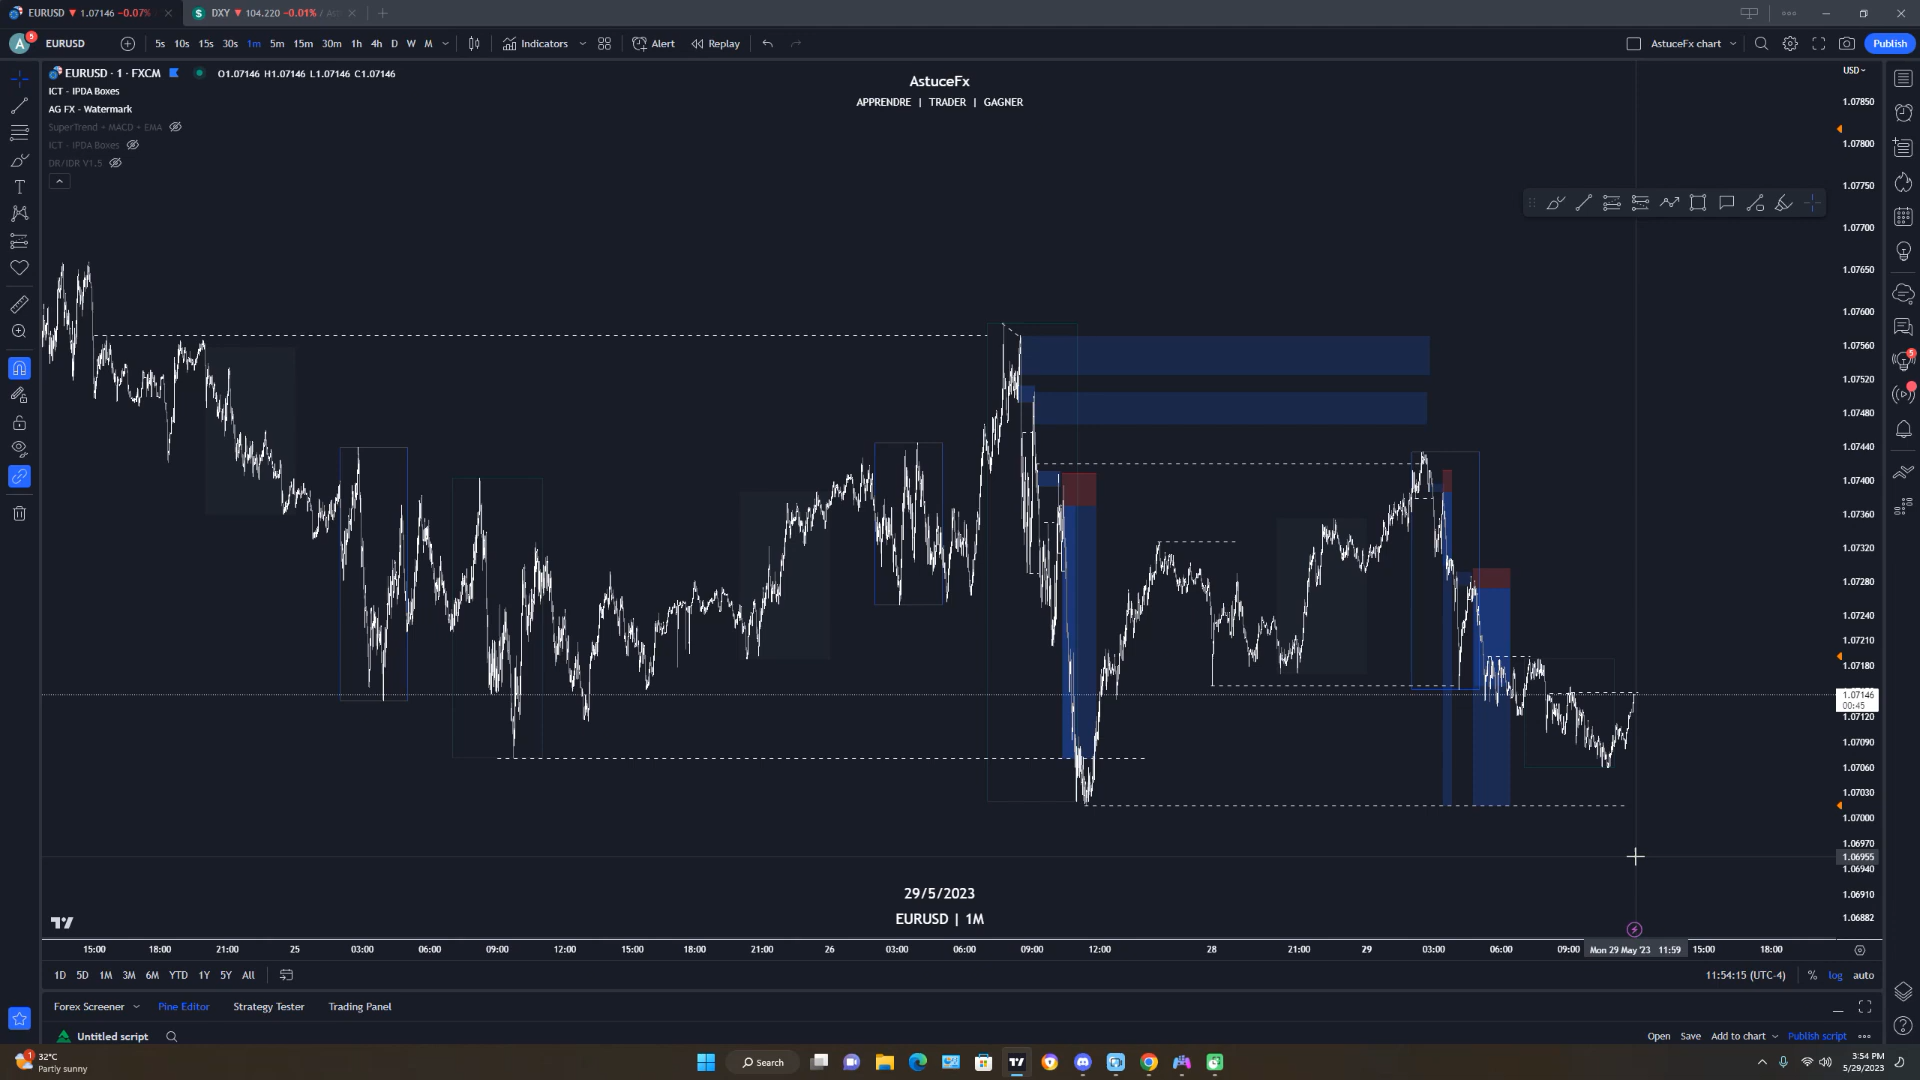 EURUSD ▼ 1.07146 −0.07%
DXY ▼ 104.220 −0.01% /
A 5 EURUSD 5s 10s 15s 30s 1m 5m 15m 30m 1h 4h D W M Indicators Alert Replay AstuceFx chart Publish
EURUSD · 1 · FXCM O1.07146 H1.07146 L1.07146 C1.07146
ICT - IPDA Boxes
AG FX - Watermark
SuperTrend + MACD + EMA
ICT - IPDA Boxes
DR/IDR V1.5
AstuceFx
APPRENDRE | TRADER | GAGNER
USD
1.07850
1.07800
1.07750
1.07700
1.07650
1.07600
1.07560
1.07520
1.07480
1.07440
1.07400
1.07360
1.07320
1.07280
1.07240
1.07210
1.07180
1.07146
00:45
1.07120
1.07090
1.07060
1.07030
1.07000
1.06970
1.06955
1.06940
1.06910
1.06882
29/5/2023
EURUSD | 1M
15:00 18:00 21:00 25 03:00 06:00 09:00 12:00 15:00 18:00 21:00 26 03:00 06:00 09:00 12:00 28 21:00 29 03:00 06:00 09:00 Mon 29 May '23 11:59 15:00 18:00
1D 5D 1M 3M 6M YTD 1Y 5Y All 11:54:15 (UTC-4) % log auto
Forex Screener Pine Editor Strategy Tester Trading Panel
Untitled script Open Save Add to chart Publish script
1 32°C
Partly sunny
Search
3:54 PM
5/29/2023
5